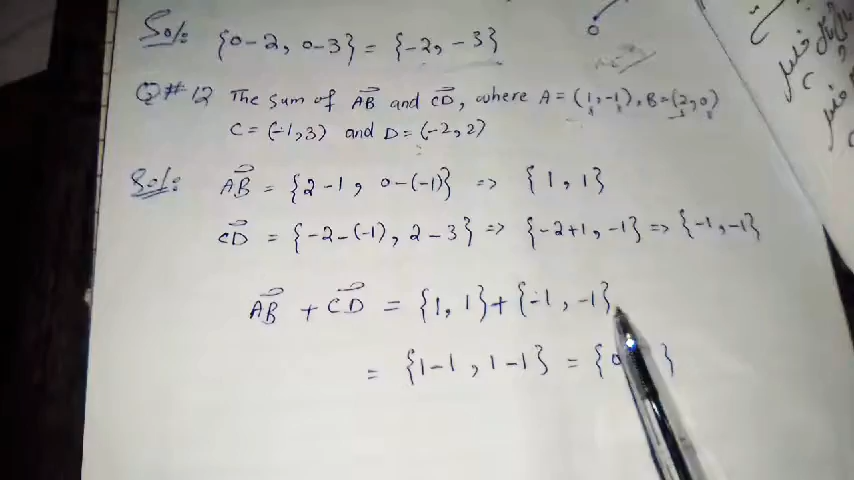 Sol: {0-2, 0-3} = {-2, -3}
Q#12 The sum of AB and CD, where A = (1,-1), B = (2,0)
C = (-1,3) and D = (-2,2)
Sol: AB = {2-1, 0-(-1)} => {1, 1}
CD = {-2-(-1), 2-3} => {-2+1, -1} => {-1,-1}
AB + CD = {1, 1} + {-1, -1}
= {1-1, 1-1} = {0 }